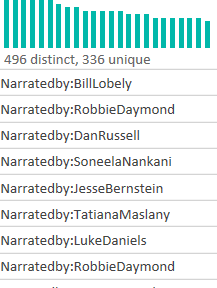 496 distinct, 336 unique
Narratedby:BillLobely
Narratedby:RobbieDaymond
Narratedby:DanRussell
Narratedby:SoneelaNankani
Narratedby:JesseBernstein
Narratedby:TatianaMaslany
Narratedby:LukeDaniels
Narratedby:RobbieDaymond